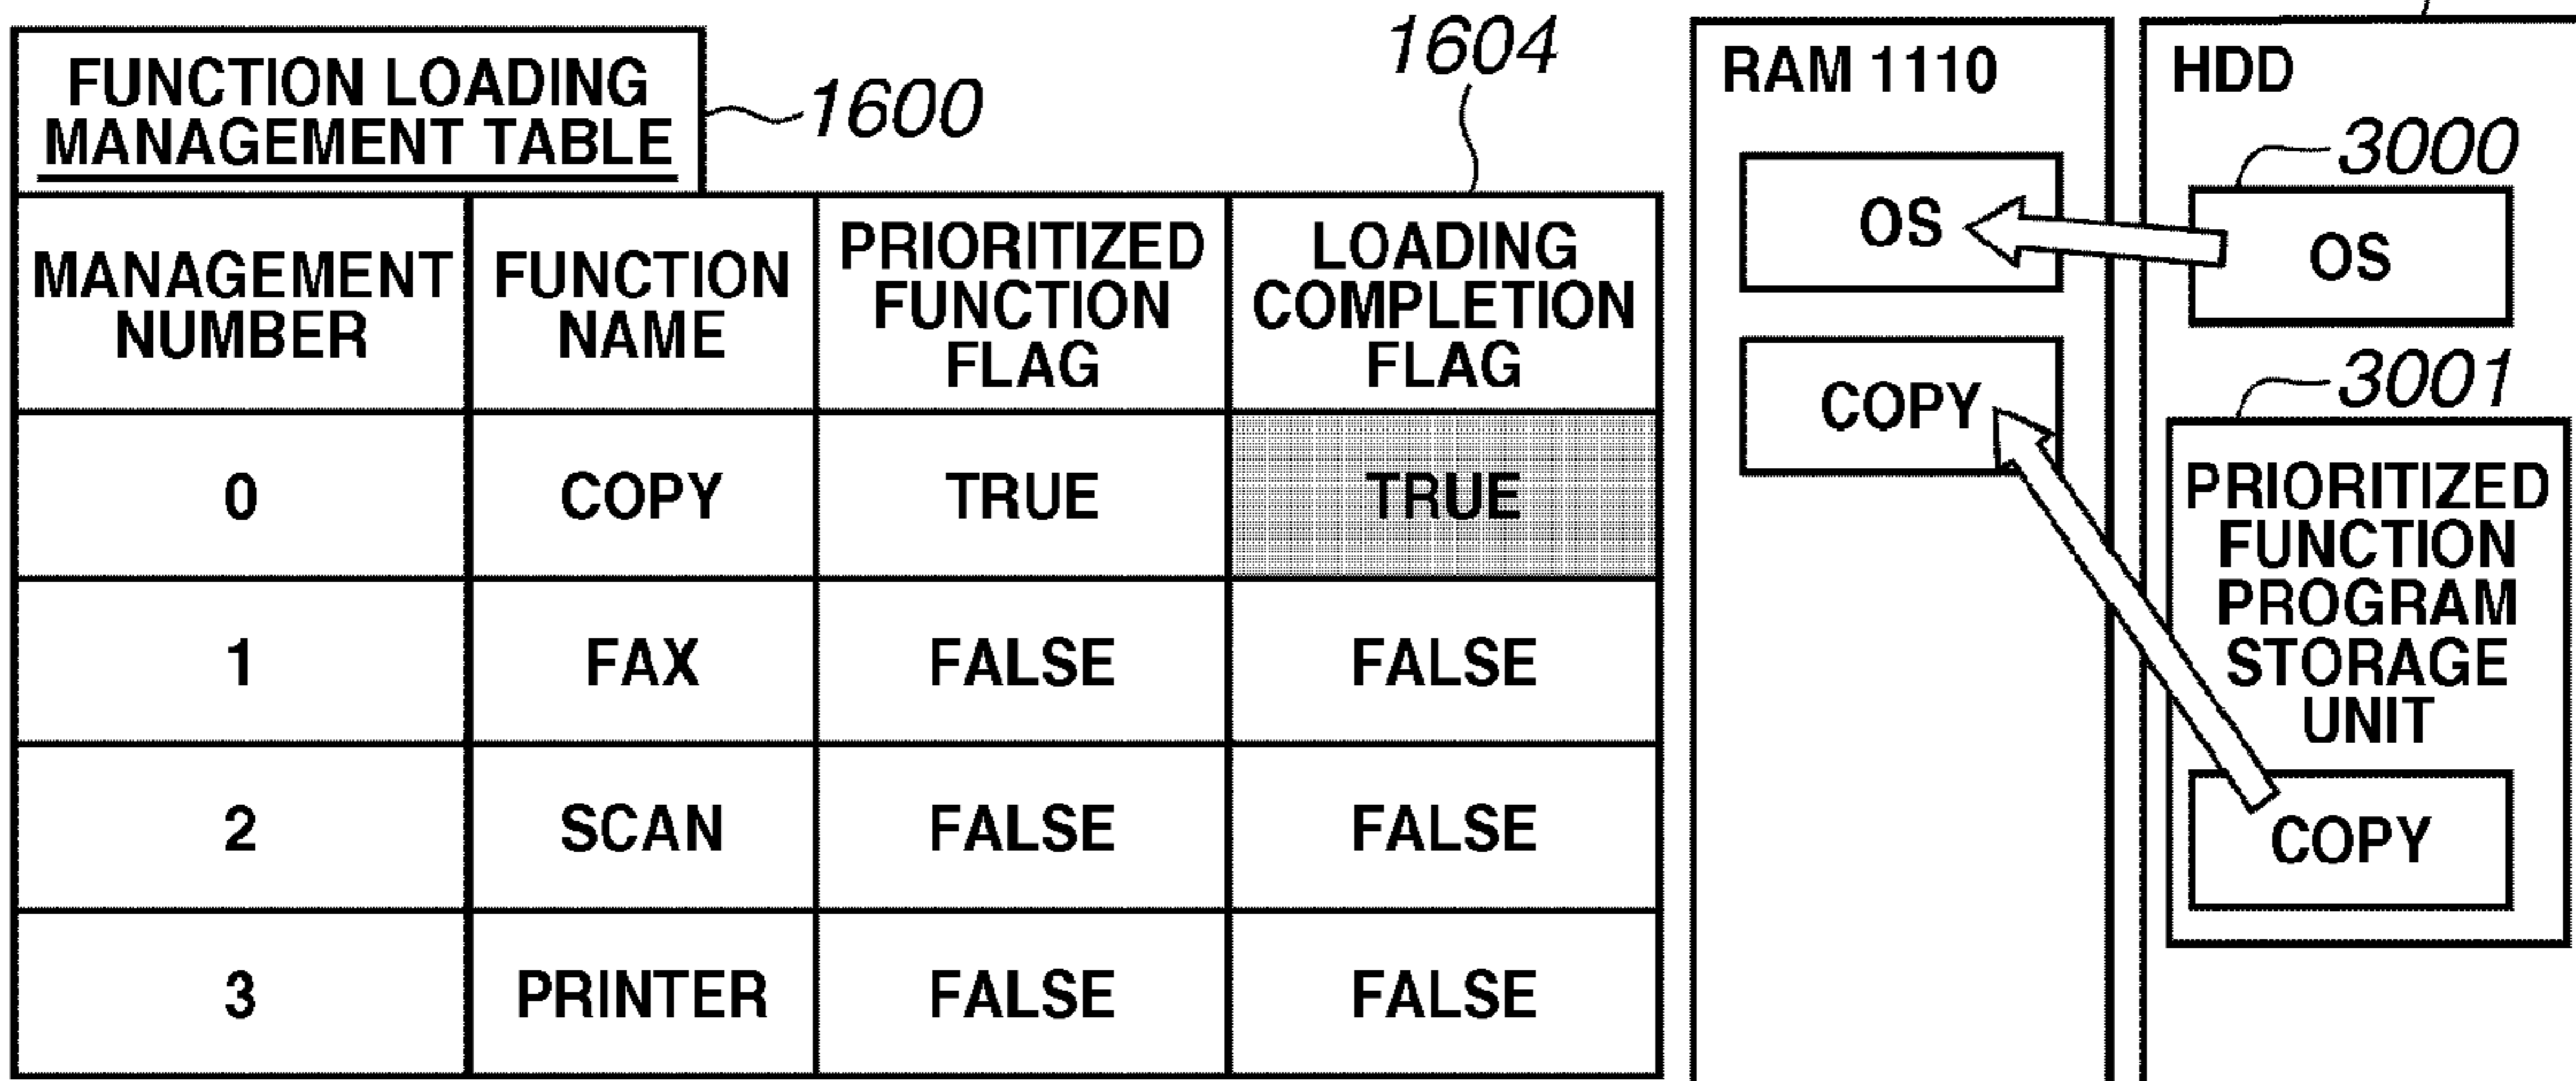 FUNCTION LOADING
MANAGEMENT TABLE
1600
1604
MANAGEMENT
NUMBER
FUNCTION
NAME
PRIORITIZED
FUNCTION
FLAG
LOADING
COMPLETION
FLAG
0
COPY
TRUE
TRUE
1
FAX
FALSE
FALSE
2
SCAN
FALSE
FALSE
3
PRINTER
FALSE
FALSE
RAM 1110
OS
COPY
HDD
3000
OS
3001
PRIORITIZED
FUNCTION
PROGRAM
STORAGE
UNIT
COPY